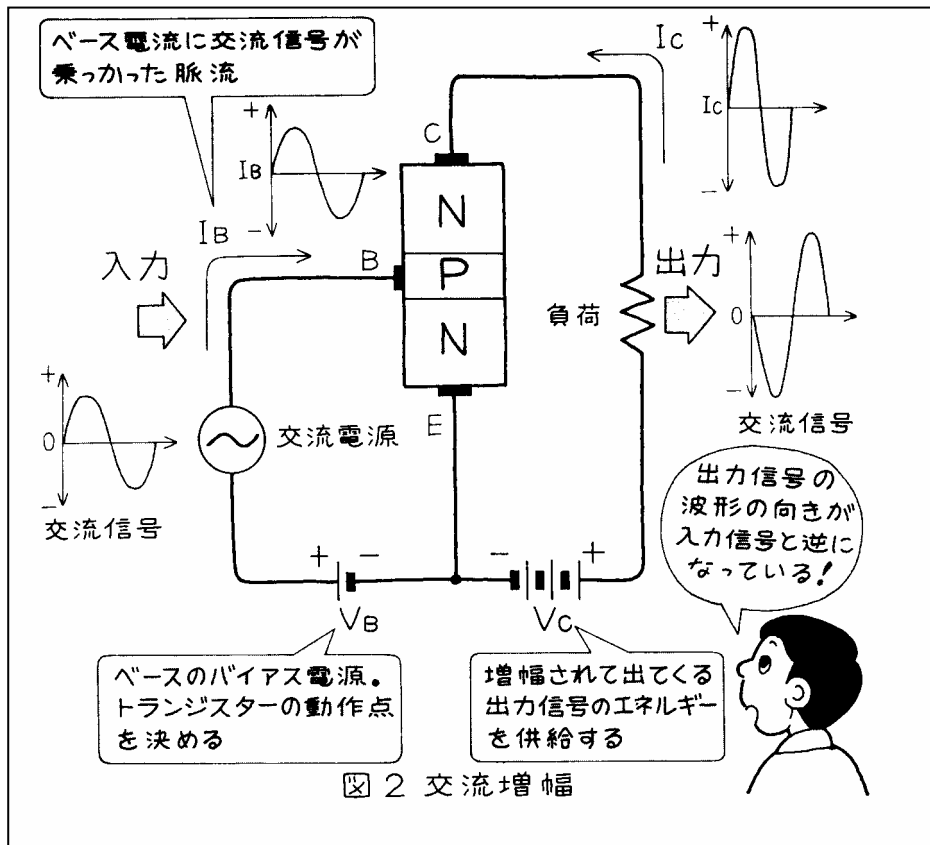 ベース電流に交流信号が
乗っかった脈流
IC
+
IC
-
+
IB
-
C
N
P
N
B
E
IB
入力
+
0
-
交流信号
交流電源
負荷
出力
+
0
-
交流信号
出力信号の
波形の向きが
入力信号と逆に
なっている!
+ -
VB
- +
VC
ベースのバイアス電源。
トランジスターの動作点
を決める
増幅されて出てくる
出力信号のエネルギー
を供給する
図2 交流増幅